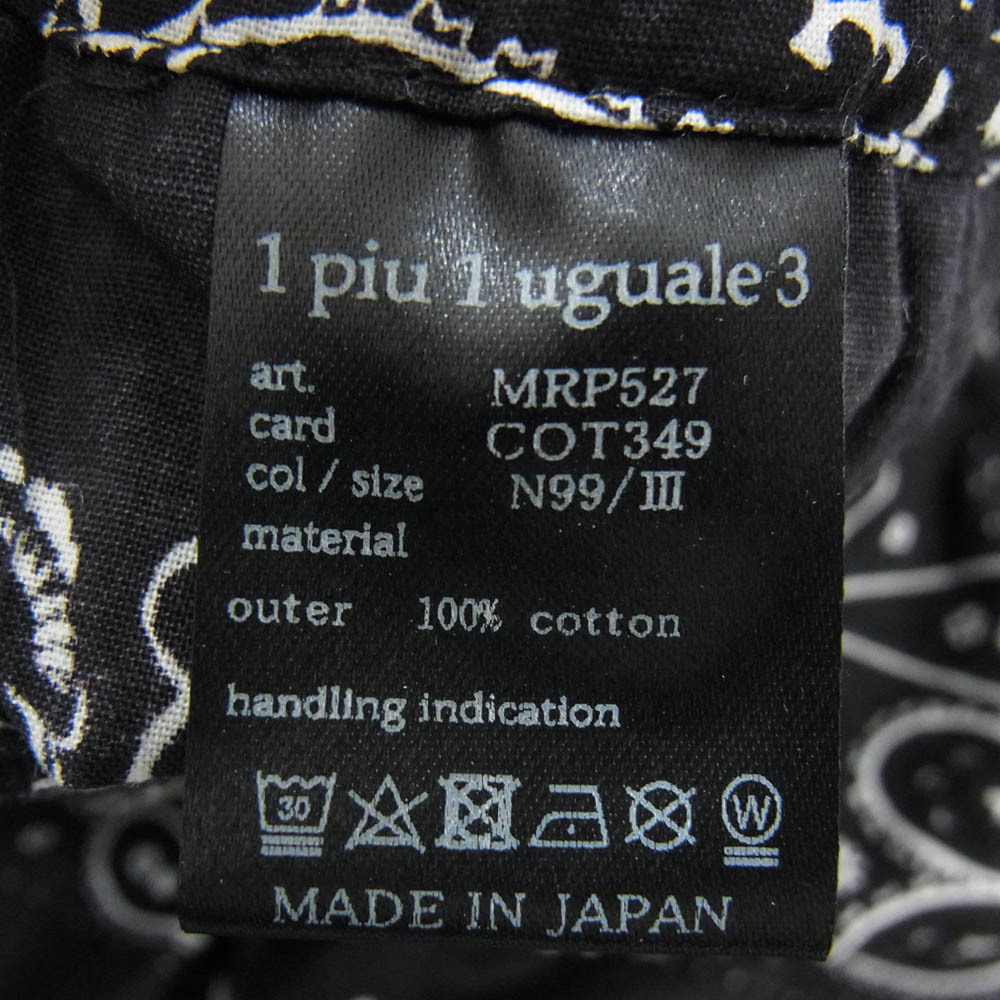 1 piu 1 uguale 3
art. MRP527
card COT349
col / size N99/III
material
outer 100% cotton
handling indication
30 W
MADE IN JAPAN